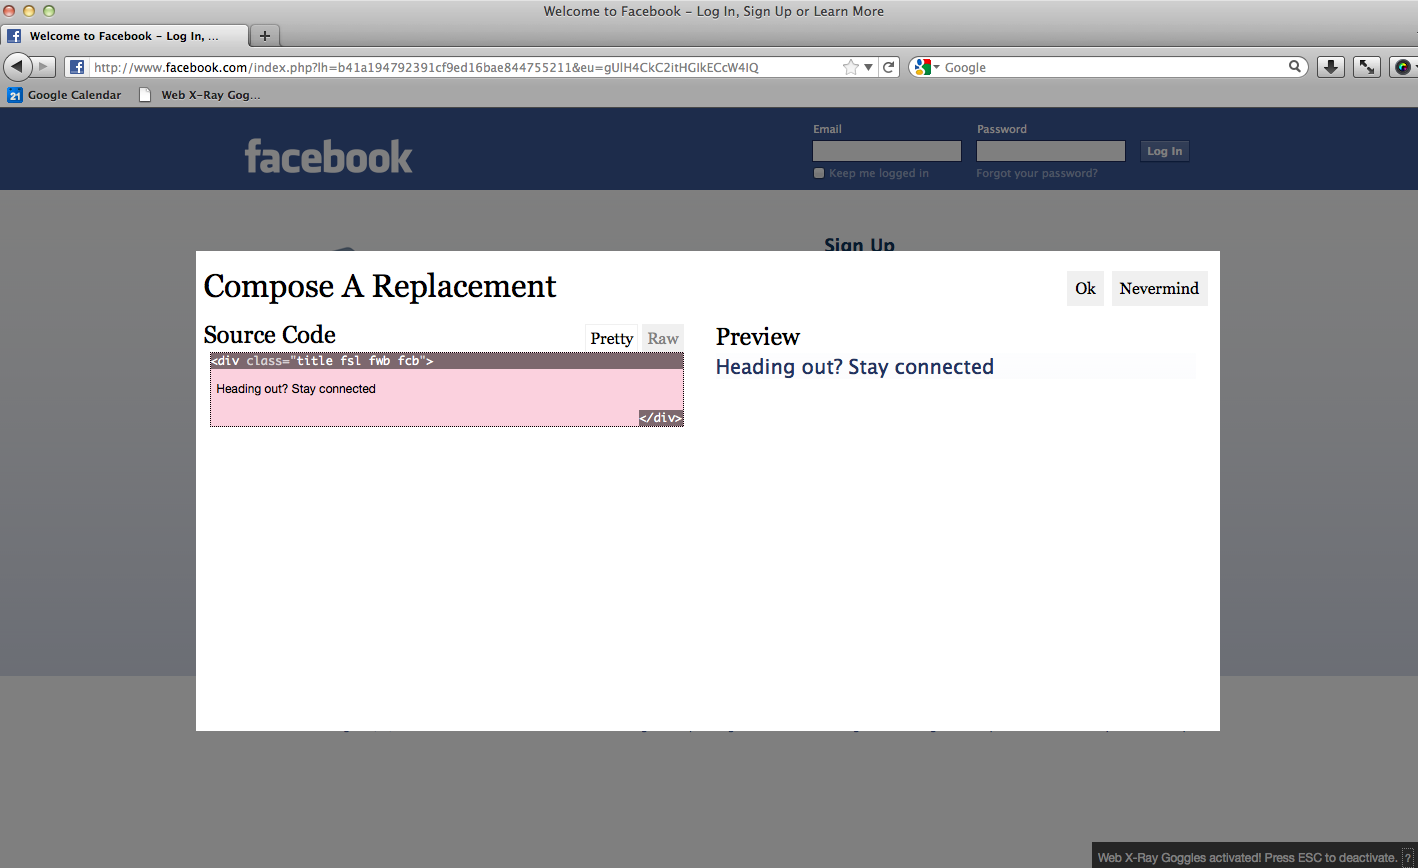 Welcome to Facebook – Log In, Sign Up or Learn More
Welcome to Facebook – Log In, ...
http://www.facebook.com/index.php?lh=b41a194792391cf9ed16bae844755211&eu=gUlH4CkC2itHGlkECcW4IQ
Google
21 Google Calendar
Web X-Ray Gog...
facebook
Email
Password
Log In
Keep me logged in
Forgot your password?
Sign Up
Compose A Replacement
Ok
Nevermind
Source Code
Pretty
Raw
Preview
<div class="title fsl fwb fcb">
Heading out? Stay connected
</div>
Heading out? Stay connected
Web X-Ray Goggles activated! Press ESC to deactivate. ?